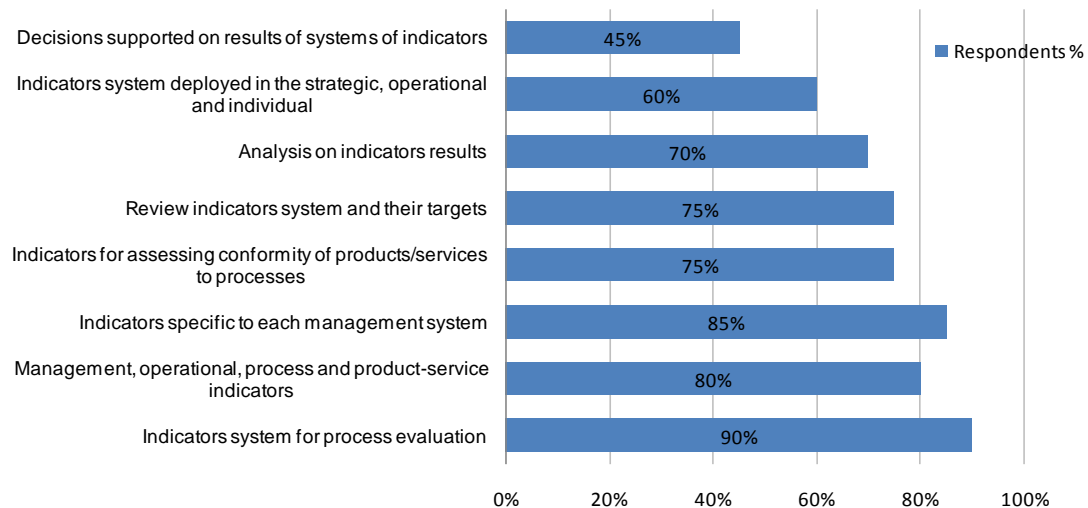 Decisions supported on results of systems of indicators
45%
Respondents %
Indicators system deployed in the strategic, operational
and individual
60%
Analysis on indicators results
70%
Review indicators system and their targets
75%
Indicators for assessing conformity of products/services
to processes
75%
Indicators specific to each management system
85%
Management, operational, process and product-service
indicators
80%
Indicators system for process evaluation
90%
0% 20% 40% 60% 80% 100%